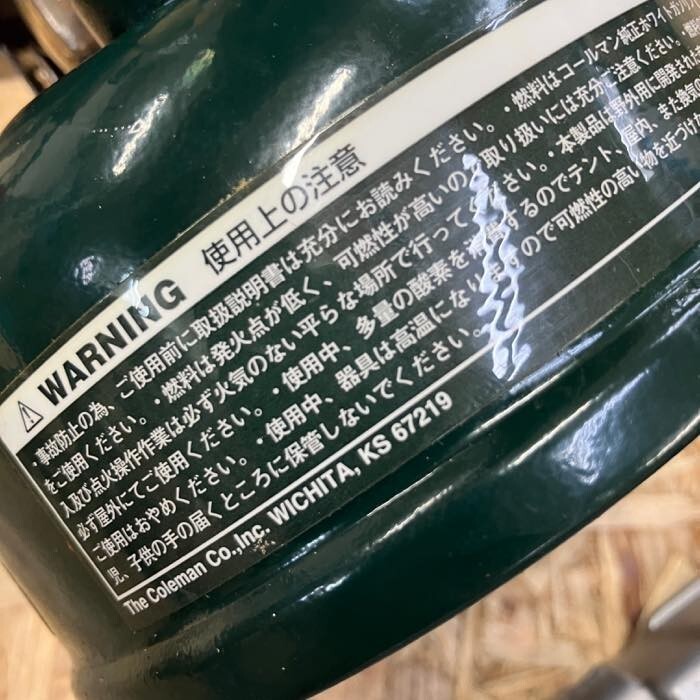 ⚠ WARNING 使用上の注意
・事故防止の為、ご使用前に取扱説明書は充分にお読みください。・燃料はコールマン純正ホワイトガソリン
をご使用ください。・燃料は発火点が低く、可燃性が高いの 取り扱いには充分に注意ください。
入及び点火操作作業は必ず火気のない平らな場所で行って ださい。・本製品は野外用に開発された
必ず屋外にてご使用ください。・使用中、多量の酸素を するのでテント、屋内、また換気の
ご使用はおやめください。・使用中、器具は高温になりますので可燃性の高い物を近づけ
児、子供の手の届くところに保管しないでください。
The Coleman Co.,Inc. WICHITA, KS 67219